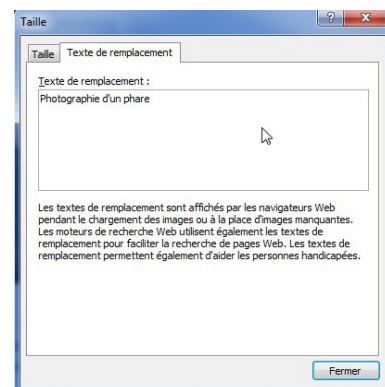 Taille
Taille Texte de remplacement
Texte de remplacement :
Photographie d'un phare
Les textes de remplacement sont affichés par les navigateurs Web
pendant le chargement des images ou à la place d'images manquantes.
Les moteurs de recherche Web utilisent également les textes de
remplacement pour faciliter la recherche de pages Web. Les textes de
remplacement permettent également d'aider les personnes handicapées.
Fermer